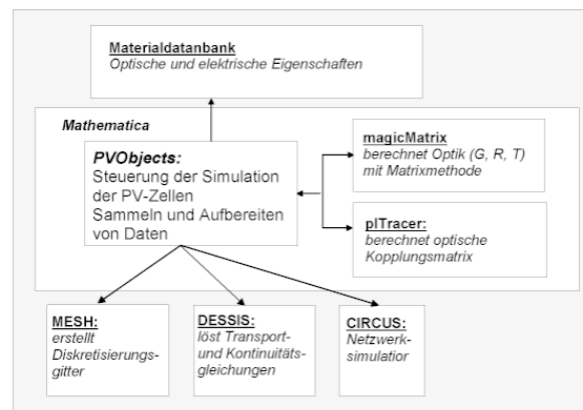 Materialdatanbank
Optische und elektrische Eigenschaften
Mathematica
PVObjects:
Steuerung der Simulation
der PV-Zellen
Sammeln und Aufbereiten
von Daten
magicMatrix
berechnet Optik (G, R, T)
mit Matrixmethode
plTracer:
berechnet optische
Kopplungsmatrix
MESH:
erstellt
Diskretisierungs-
gitter
DESSIS:
löst Transport-
und Kontinuitäts-
gleichungen
CIRCUS:
Netzwerk-
simulatior